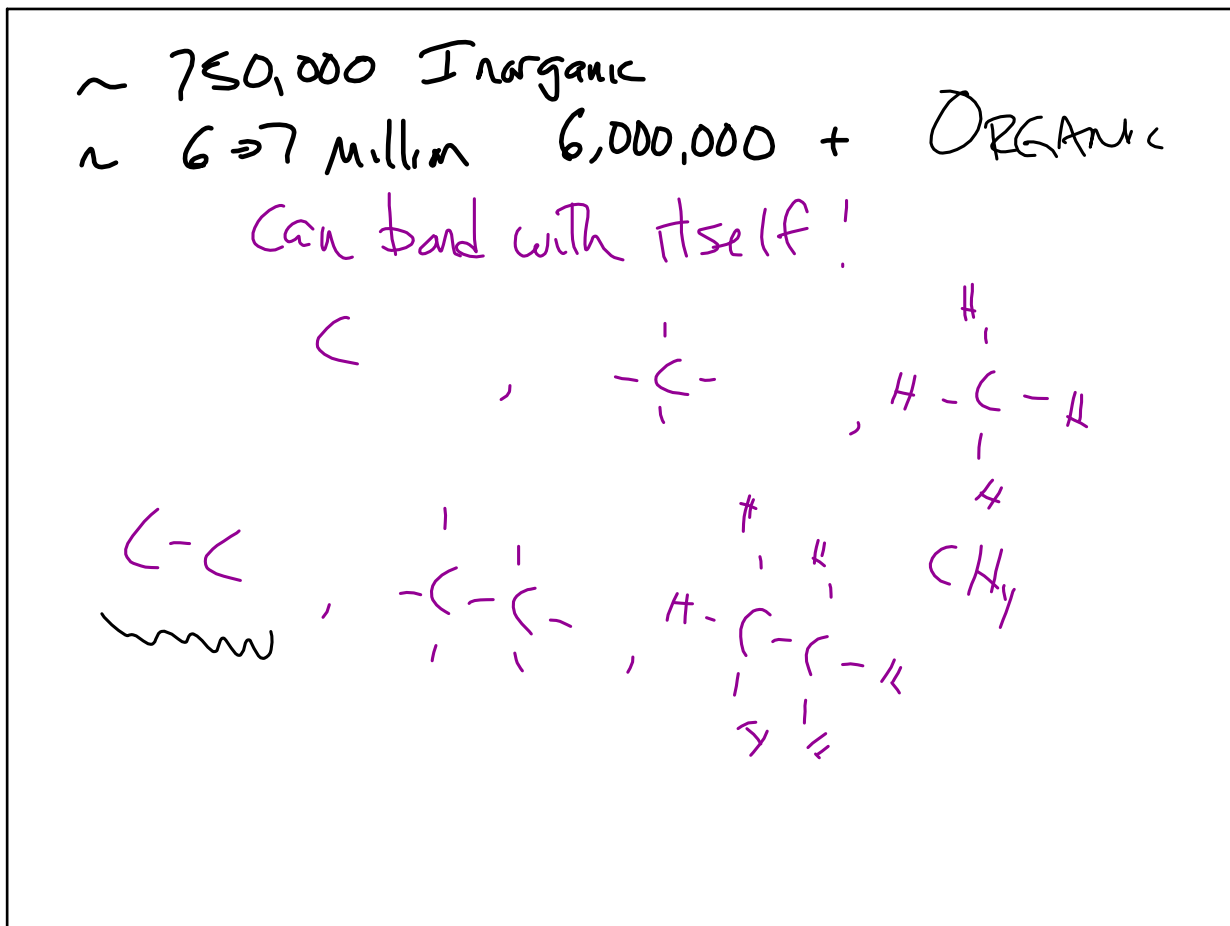 ~ 750,000 Inorganic
~ 6⇒7 Million 6,000,000 + ORGANIC
Can bond with itself!
C , -C- , H-C-H
H
H
C-C , -C-C- , H-C-C-H
H H
H H
CH4